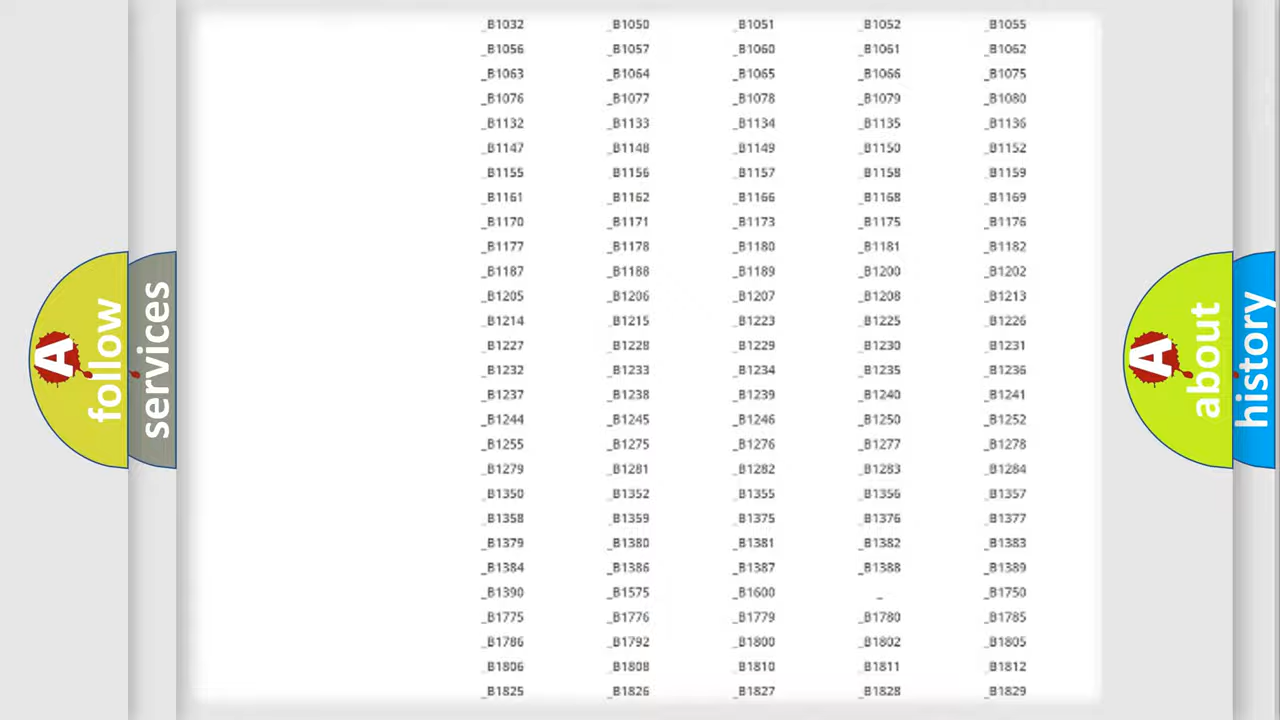 _B1032 _B1050 _B1051 _B1052 _B1055
_B1056 _B1057 _B1060 _B1061 _B1062
_B1063 _B1064 _B1065 _B1066 _B1075
_B1076 _B1077 _B1078 _B1079 _B1080
_B1132 _B1133 _B1134 _B1135 _B1136
_B1147 _B1148 _B1149 _B1150 _B1152
_B1155 _B1156 _B1157 _B1158 _B1159
_B1161 _B1162 _B1166 _B1168 _B1169
_B1170 _B1171 _B1173 _B1175 _B1176
_B1177 _B1178 _B1180 _B1181 _B1182
_B1187 _B1188 _B1189 _B1200 _B1202
_B1205 _B1206 _B1207 _B1208 _B1213
_B1214 _B1215 _B1223 _B1225 _B1226
_B1227 _B1228 _B1229 _B1230 _B1231
_B1232 _B1233 _B1234 _B1235 _B1236
_B1237 _B1238 _B1239 _B1240 _B1241
_B1244 _B1245 _B1246 _B1250 _B1252
_B1255 _B1275 _B1276 _B1277 _B1278
_B1279 _B1281 _B1282 _B1283 _B1284
_B1350 _B1352 _B1355 _B1356 _B1357
_B1358 _B1359 _B1375 _B1376 _B1377
_B1379 _B1380 _B1381 _B1382 _B1383
_B1384 _B1386 _B1387 _B1388 _B1389
_B1390 _B1575 _B1600 _ _B1750
_B1775 _B1776 _B1779 _B1780 _B1785
_B1786 _B1792 _B1800 _B1802 _B1805
_B1806 _B1808 _B1810 _B1811 _B1812
_B1825 _B1826 _B1827 _B1828 _B1829
A follow
services
A about
history